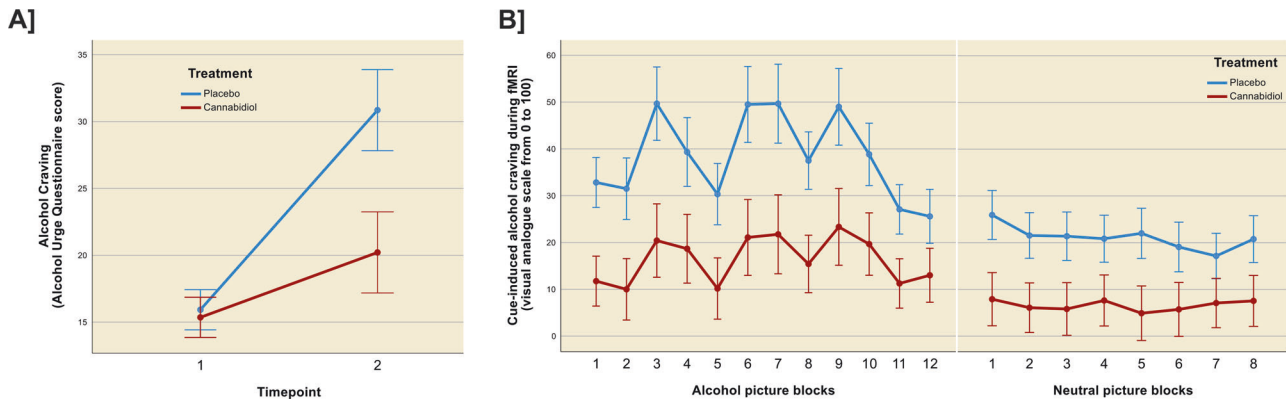 A]
Alcohol Craving
(Alcohol Urge Questionnaire score)
35
30
25
20
15
Treatment
Placebo
Cannabidiol
1
2
Timepoint
B]
Cue-induced alcohol craving during fMRI
(visual analogue scale from 0 to 100)
60
50
40
30
20
10
0
1 2 3 4 5 6 7 8 9 10 11 12
Alcohol picture blocks
Treatment
Placebo
Cannabidiol
1 2 3 4 5 6 7 8
Neutral picture blocks